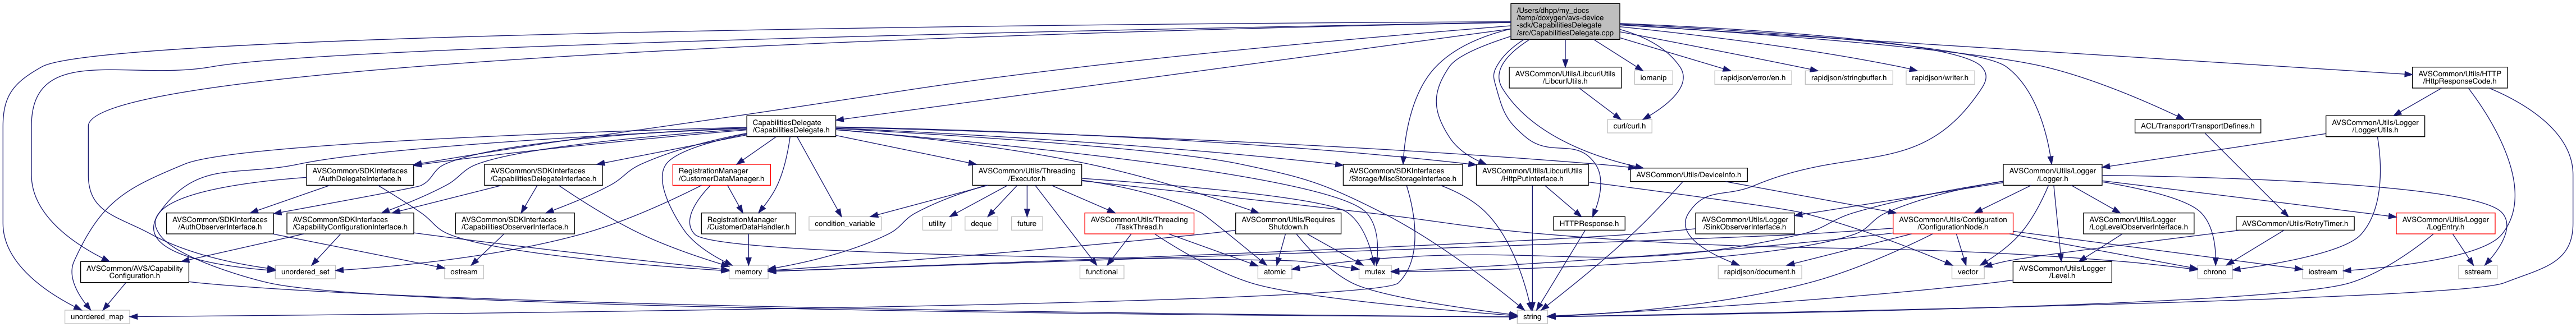 /Users/dhpp/my_docs
/temp/doxygen/avs-device
-sdk/CapabilitiesDelegate
/src/CapabilitiesDelegate.cpp
AVSCommon/Utils/LibcurlUtils
/LibcurlUtils.h
iomanip
rapidjson/error/en.h
rapidjson/stringbuffer.h
rapidjson/writer.h
AVSCommon/Utils/HTTP
/HttpResponseCode.h
CapabilitiesDelegate
/CapabilitiesDelegate.h
curl/curl.h
ACL/Transport/TransportDefines.h
AVSCommon/Utils/Logger
/LoggerUtils.h
AVSCommon/SDKInterfaces
/AuthDelegateInterface.h
AVSCommon/SDKInterfaces
/CapabilitiesDelegateInterface.h
RegistrationManager
/CustomerDataManager.h
AVSCommon/Utils/Threading
/Executor.h
AVSCommon/SDKInterfaces
/Storage/MiscStorageInterface.h
AVSCommon/Utils/LibcurlUtils
/HttpPutInterface.h
AVSCommon/Utils/DeviceInfo.h
AVSCommon/Utils/Logger
/Logger.h
AVSCommon/SDKInterfaces
/AuthObserverInterface.h
AVSCommon/SDKInterfaces
/CapabilityConfigurationInterface.h
AVSCommon/SDKInterfaces
/CapabilitiesObserverInterface.h
RegistrationManager
/CustomerDataHandler.h
condition_variable
utility
deque
future
AVSCommon/Utils/Threading
/TaskThread.h
AVSCommon/Utils/Requires
Shutdown.h
HTTPResponse.h
AVSCommon/Utils/Logger
/SinkObserverInterface.h
AVSCommon/Utils/Configuration
/ConfigurationNode.h
AVSCommon/Utils/Logger
/LogLevelObserverInterface.h
AVSCommon/Utils/RetryTimer.h
AVSCommon/Utils/Logger
/LogEntry.h
AVSCommon/AVS/Capability
Configuration.h
unordered_set
ostream
memory
functional
atomic
mutex
rapidjson/document.h
vector
AVSCommon/Utils/Logger
/Level.h
chrono
iostream
sstream
unordered_map
string